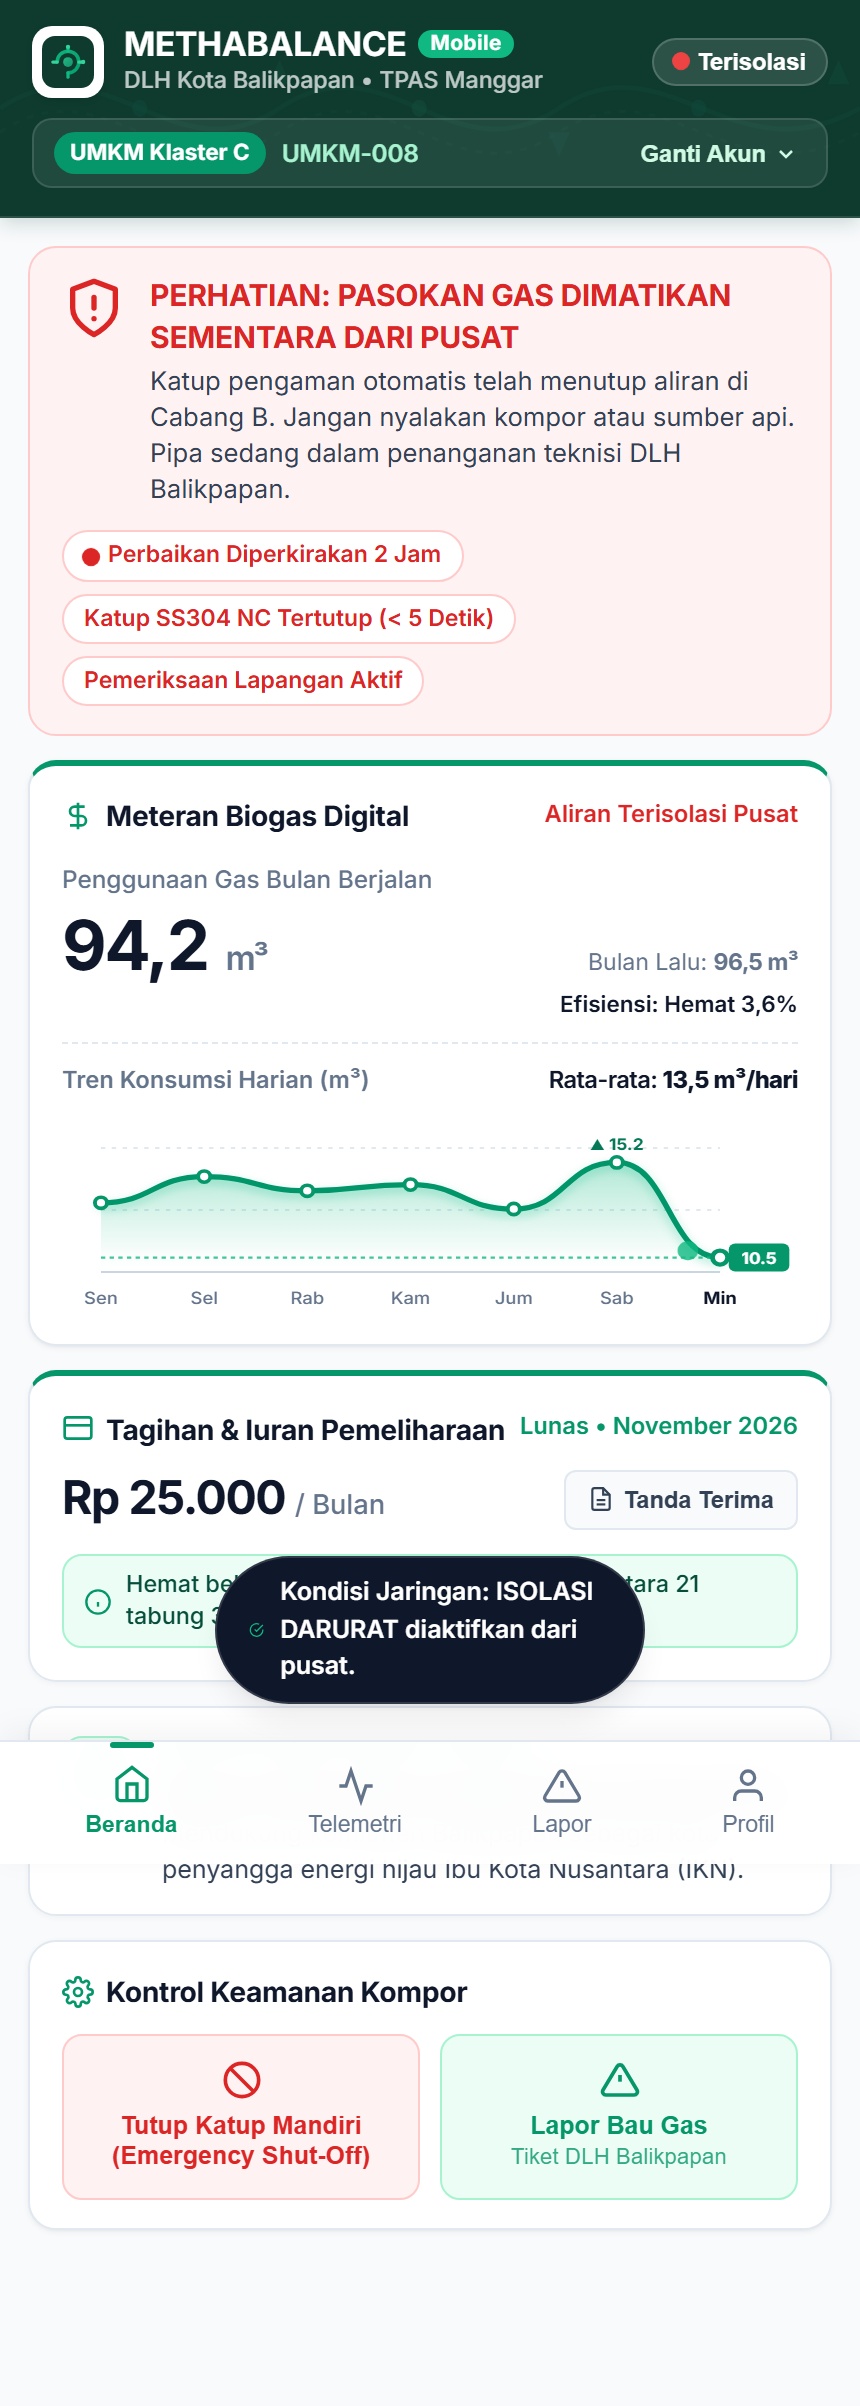 METHABALANCE Mobile
DLH Kota Balikpapan • TPAS Manggar
Terisolasi
UMKM Klaster C UMKM-008
Ganti Akun
PERHATIAN: PASOKAN GAS DIMATIKAN
SEMENTARA DARI PUSAT
Katup pengaman otomatis telah menutup aliran di
Cabang B. Jangan nyalakan kompor atau sumber api.
Pipa sedang dalam penanganan teknisi DLH
Balikpapan.
Perbaikan Diperkirakan 2 Jam
Katup SS304 NC Tertutup (< 5 Detik)
Pemeriksaan Lapangan Aktif
Meteran Biogas Digital
Aliran Terisolasi Pusat
Penggunaan Gas Bulan Berjalan
94,2 m³
Bulan Lalu: 96,5 m³
Efisiensi: Hemat 3,6%
Tren Konsumsi Harian (m³)
Rata-rata: 13,5 m³/hari
▲ 15.2
10.5
Sen Sel Rab Kam Jum Sab Min
Tagihan & Iuran Pemeliharaan
Lunas • November 2026
Rp 25.000 / Bulan
Tanda Terima
Hemat
tara 21
tabung
Kondisi Jaringan: ISOLASI
DARURAT diaktifkan dari
pusat.
Beranda
Telemetri
Lapor
Profil
penyangga energi hijau Ibu Kota Nusantara (IKN).
Kontrol Keamanan Kompor
Tutup Katup Mandiri
(Emergency Shut-Off)
Lapor Bau Gas
Tiket DLH Balikpapan